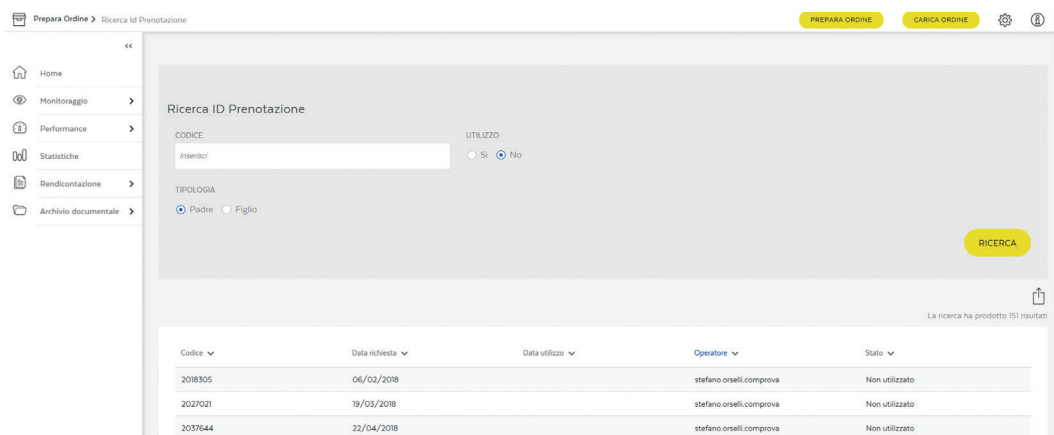 Prepara Ordine > Ricerca Id Prenotazione
PREPARA ORDINE
CARICA ORDINE
<<
Home
Monitoraggio >
Performance >
Statistiche
Rendicontazione >
Archivio documentale >
Ricerca ID Prenotazione
CODICE
UTILIZZO
Inserisci
Si No
TIPOLOGIA
Padre Figlio
RICERCA
La ricerca ha prodotto 151 risultati
Codice Data richiesta Data utilizzo Operatore Stato
2018305 06/02/2018 stefano.orselli.comprova Non utilizzato
2027021 19/03/2018 stefano.orselli.comprova Non utilizzato
2037644 22/04/2018 stefano.orselli.comprova Non utilizzato